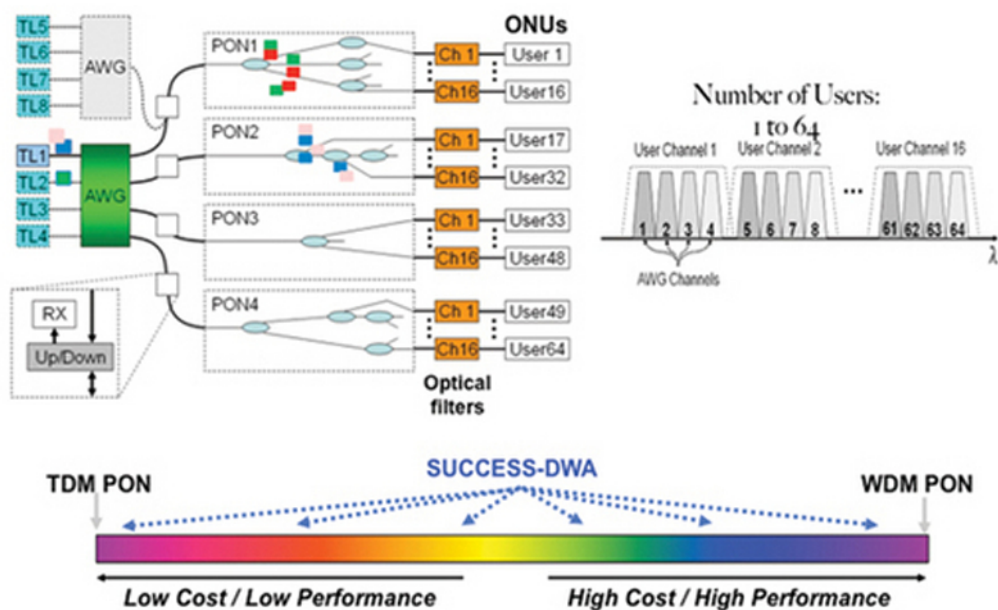 TL5
TL6
TL7
TL8
AWG
TL1
TL2
TL3
TL4
AWG
RX
Up/Down
PON1
PON2
PON3
PON4
ONUs
Ch 1 User 1
Ch16 User16
Ch 1 User17
Ch16 User32
Ch 1 User33
Ch16 User48
Ch 1 User49
Ch16 User64
Optical
filters
Number of Users:
1 to 64
User Channel 1 User Channel 2 User Channel 16
1 2 3 4 5 6 7 8 ... 61 62 63 64
λ
AWG Channels
SUCCESS-DWA
TDM PON WDM PON
Low Cost / Low Performance High Cost / High Performance